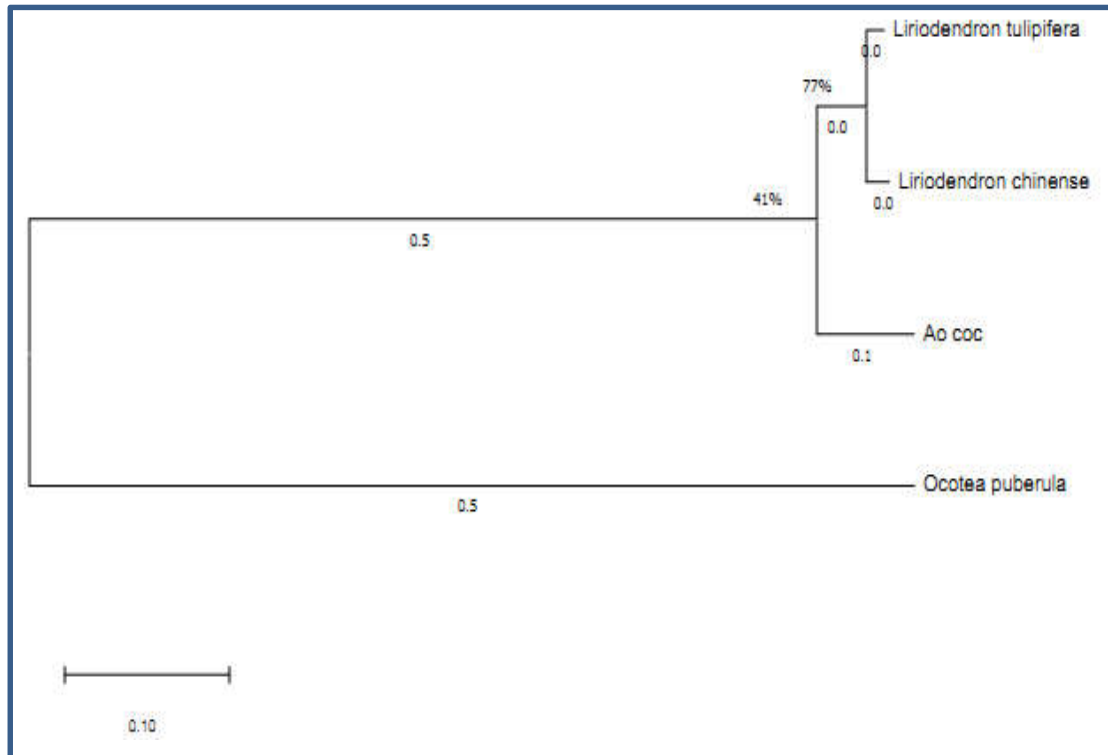 Liriodendron tulipifera
0.0
77%
0.0
Liriodendron chinense
0.0
41%
0.5
Ao coc
0.1
Ocotea puberula
0.5
0.10